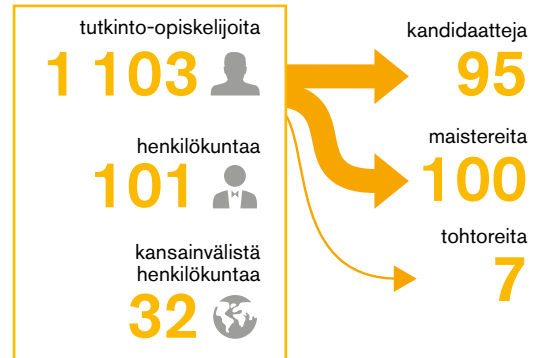 tutkinto-opiskelijoita
1 103
henkilökuntaa
101
kansainvälistä
henkilökuntaa
32
kandidaatteja
95
maistereita
100
tohtoreita
7